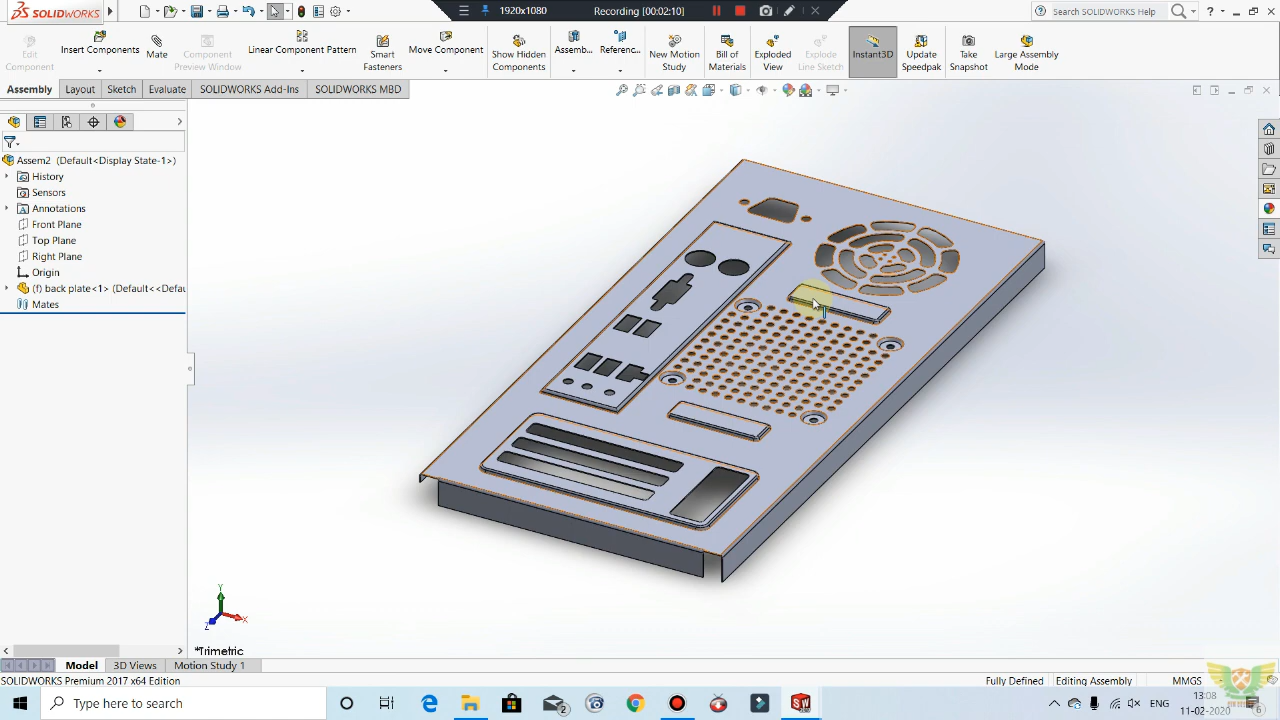 SOLIDWORKS
1920x1080
Recording [00:02:10]
Search SOLIDWORKS Help
Edit Component
Insert Components
Mate
Component Preview Window
Linear Component Pattern
Smart Fasteners
Move Component
Show Hidden Components
Assemb...
Referenc...
New Motion Study
Bill of Materials
Exploded View
Explode Line Sketch
Instant3D
Update Speedpak
Take Snapshot
Large Assembly Mode
Assembly
Layout
Sketch
Evaluate
SOLIDWORKS Add-Ins
SOLIDWORKS MBD
Assem2 (Default<Display State-1>)
History
Sensors
Annotations
Front Plane
Top Plane
Right Plane
Origin
(f) back plate<1> (Default<<Defau
Mates
Y
X
Z
*Trimetric
Model
3D Views
Motion Study 1
SOLIDWORKS Premium 2017 x64 Edition
Fully Defined
Editing Assembly
MMGS
Type here to search
2
SW
ENG
13:08
11-02-2020
6